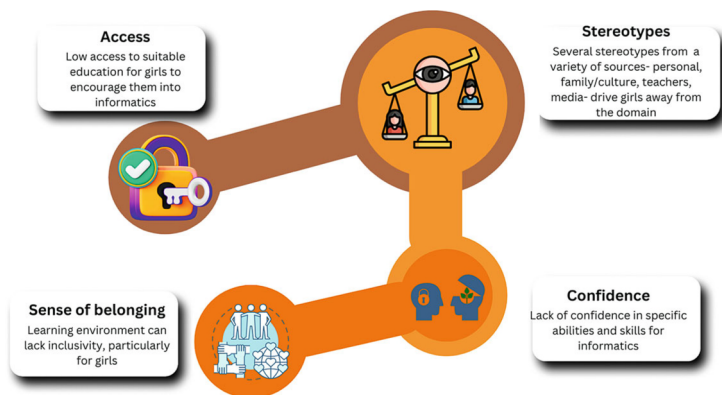 Access
Low access to suitable
education for girls to
encourage them into
informatics
Stereotypes
Several stereotypes from a
variety of sources- personal,
family/culture, teachers,
media- drive girls away from
the domain
Sense of belonging
Learning environment can
lack inclusivity, particularly
for girls
Confidence
Lack of confidence in specific
abilities and skills for
informatics